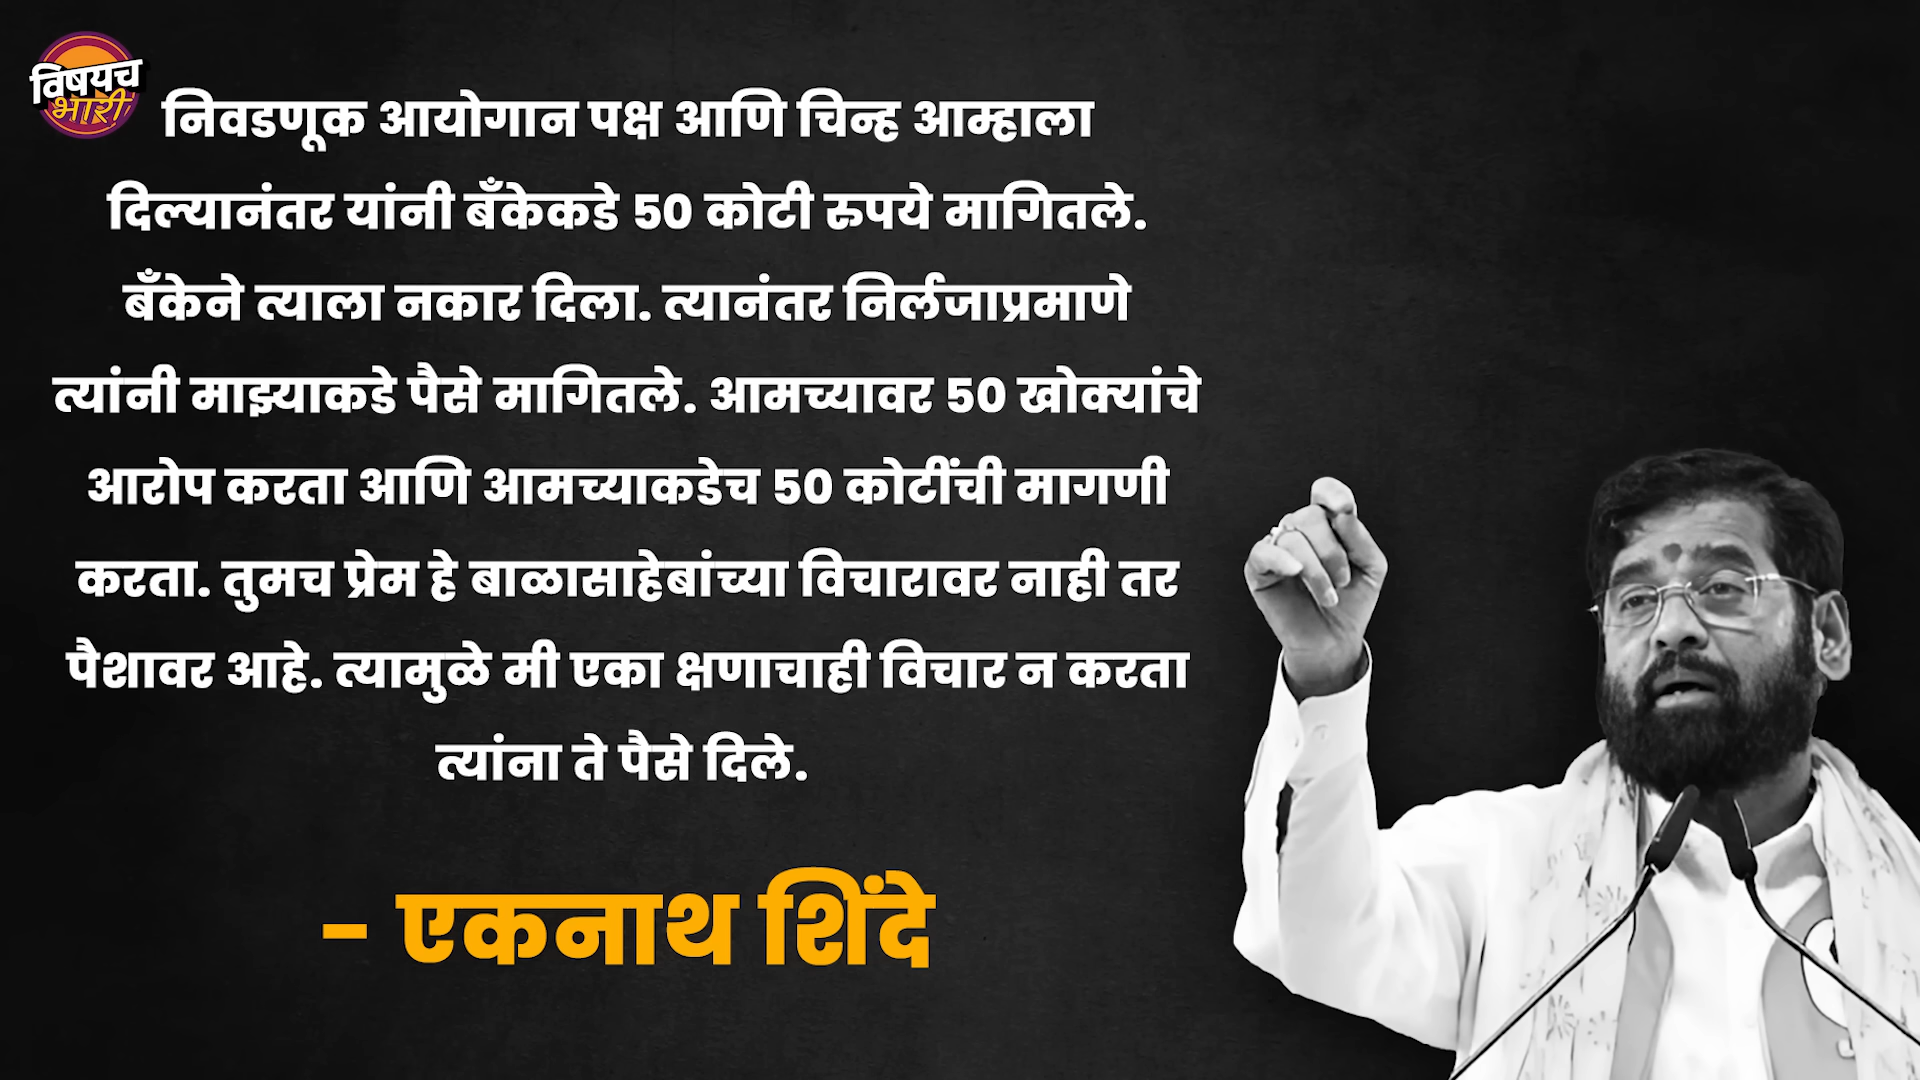 विषयच
भारी
निवडणूक आयोगान पक्ष आणि चिन्ह आम्हाला
दिल्यानंतर यांनी बँकेकडे 50 कोटी रुपये मागितले.
बँकेने त्याला नकार दिला. त्यानंतर निर्लजाप्रमाणे
त्यांनी माझ्याकडे पैसे मागितले. आमच्यावर 50 खोक्यांचे
आरोप करता आणि आमच्याकडेच 50 कोटींची मागणी
करता. तुमच प्रेम हे बाळासाहेबांच्या विचारावर नाही तर
पैशावर आहे. त्यामुळे मी एका क्षणाचाही विचार न करता
त्यांना ते पैसे दिले.
- एकनाथ शिंदे